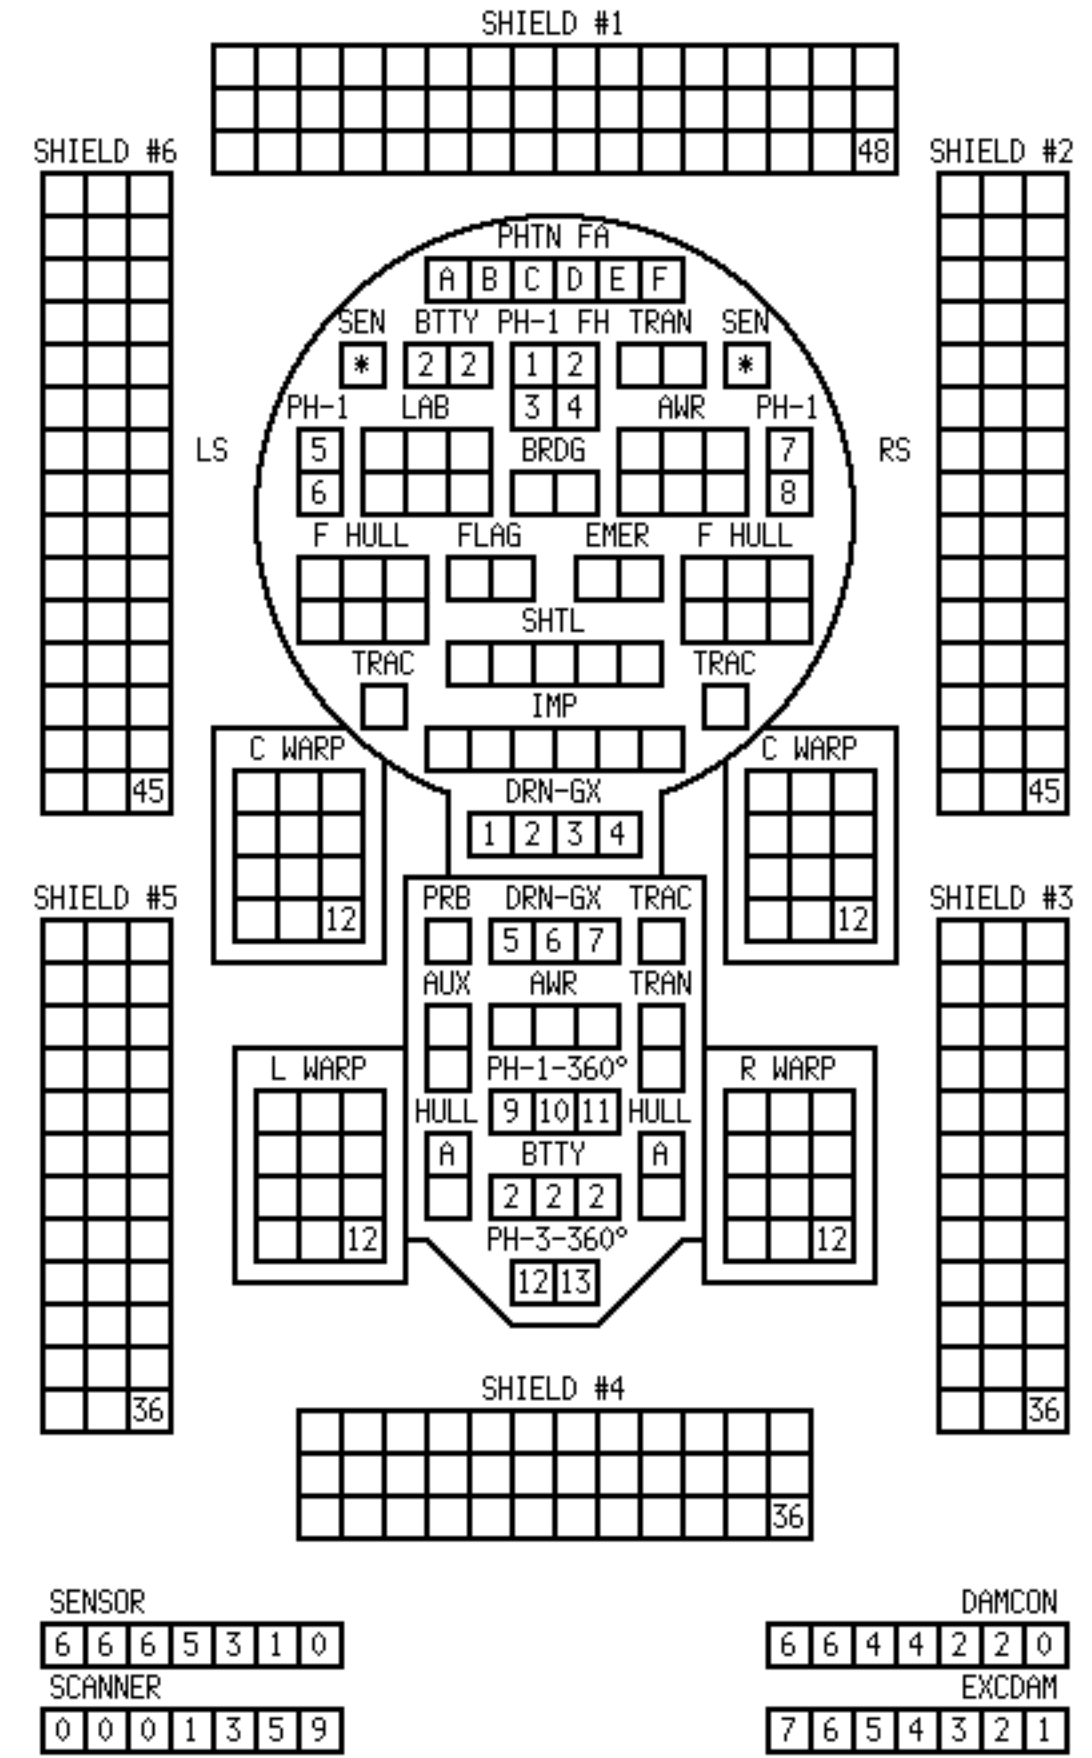 SHIELD #1
48
SHIELD #6
SHIELD #2
PHTN FA
A B C D E F
SEN BTTY PH-1 FH TRAN SEN
* 2 2 1 2 *
PH-1 LAB 3 4 AWR PH-1
LS 5 BRDG 7 RS
6 8
F HULL FLAG EMER F HULL
SHTL
TRAC TRAC
IMP
C WARP C WARP
45 DRN-GX 45
1 2 3 4
SHIELD #5 PRB DRN-GX TRAC SHIELD #3
12 5 6 7 12
AUX AWR TRAN
L WARP PH-1-360° R WARP
HULL 9 10 11 HULL
A BTTY A
2 2 2
12 PH-3-360° 12
12 13
SHIELD #4
36 36
36
SENSOR DAMCON
6 6 6 5 3 1 0 6 6 4 4 2 2 0
SCANNER EXCDAM
0 0 0 1 3 5 9 7 6 5 4 3 2 1